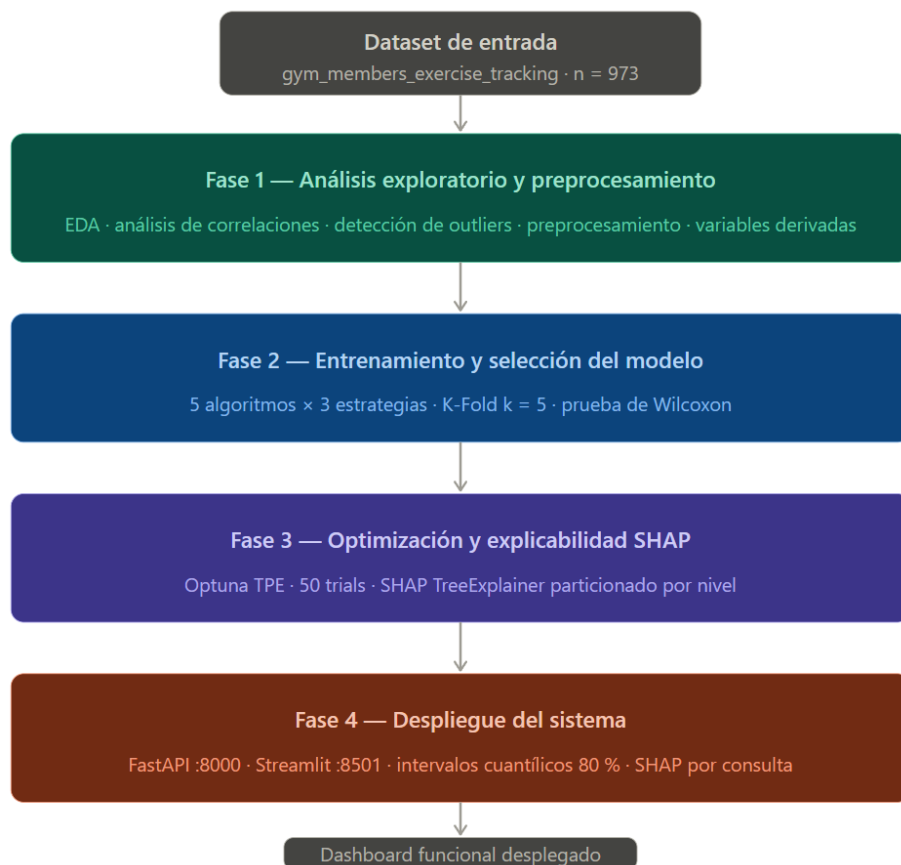 Dataset de entrada
gym_members_exercise_tracking · n = 973
Fase 1 — Análisis exploratorio y preprocesamiento
EDA · análisis de correlaciones · detección de outliers · preprocesamiento · variables derivadas
Fase 2 — Entrenamiento y selección del modelo
5 algoritmos × 3 estrategias · K-Fold k = 5 · prueba de Wilcoxon
Fase 3 — Optimización y explicabilidad SHAP
Optuna TPE · 50 trials · SHAP TreeExplainer particionado por nivel
Fase 4 — Despliegue del sistema
FastAPI :8000 · Streamlit :8501 · intervalos cuantílicos 80 % · SHAP por consulta
Dashboard funcional desplegado